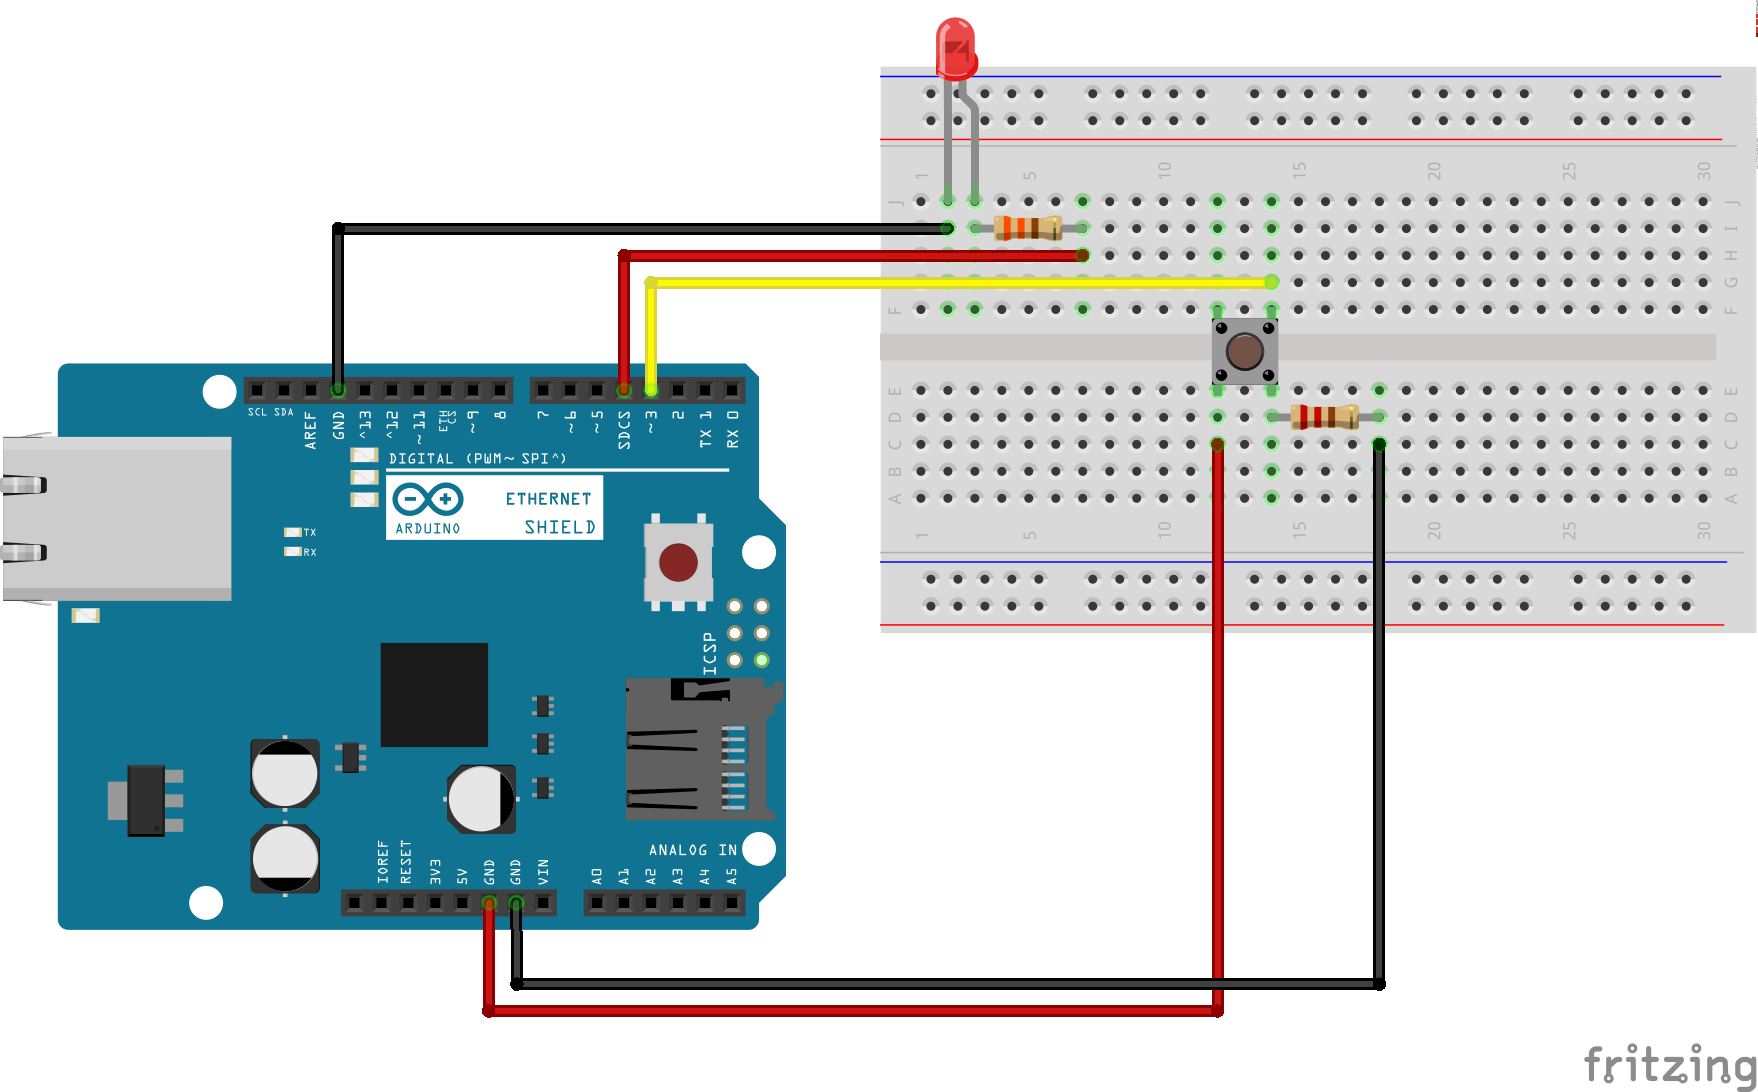 1 5 10 15 20 25 30
J J
I I
H H
G G
F F
E E
D D
C C
B B
A A
1 5 10 15 20 25 30
SCL SDA AREF GND ^13 ^12 ~11 ETH CS ~9 8 7 ~6 ~5 SDCS ~3 2 TX 1 RX 0
DIGITAL (PWM~ SPI^)
ETHERNET
ARDUINO SHIELD
TX
RX
ICSP
ANALOG IN
IOREF RESET 3V3 5V GND GND VIN A0 A1 A2 A3 A4 A5
fritzing